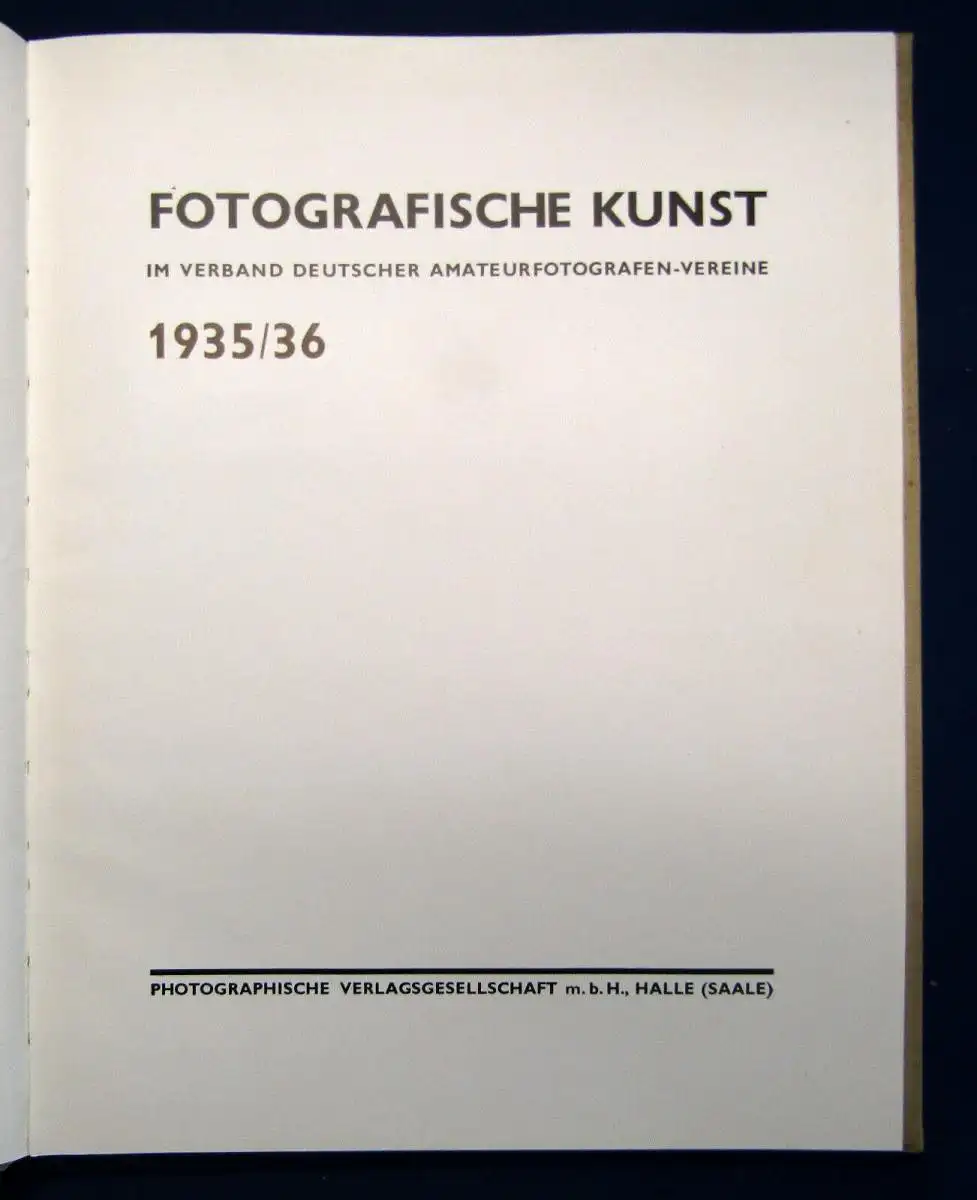 FOTOGRAFISCHE KUNST
IM VERBAND DEUTSCHER AMATEURFOTOGRAFEN-VEREINE
1935/36
PHOTOGRAPHISCHE VERLAGSGESELLSCHAFT m. b. H., HALLE (SAALE)